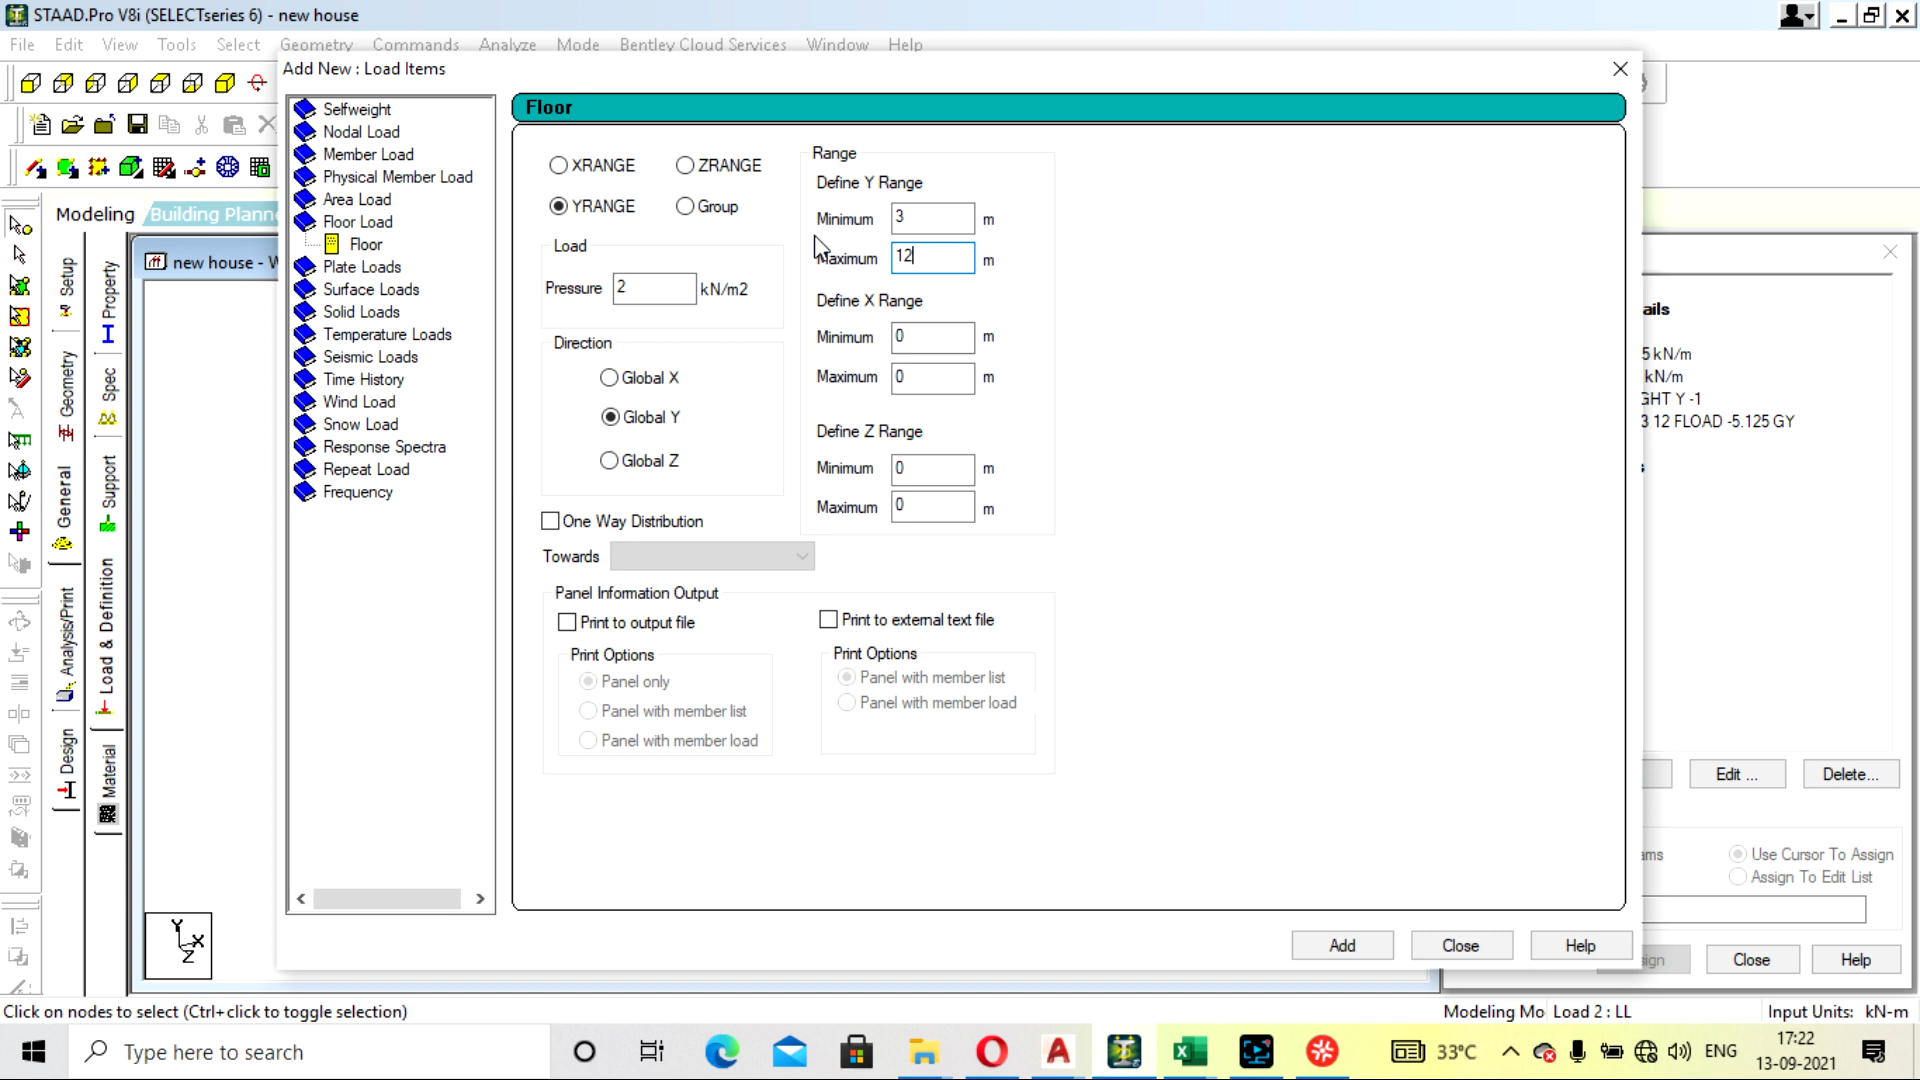 STAAD.Pro V8i (SELECTseries 6) - new house
File Edit View Tools Select Geometry Commands Analyze Mode Bentley Cloud Services Window Help
Add New : Load Items
Selfweight
Nodal Load
Member Load
Physical Member Load
Area Load
Floor Load
Floor
Plate Loads
Surface Loads
Solid Loads
Temperature Loads
Seismic Loads
Time History
Wind Load
Snow Load
Response Spectra
Repeat Load
Frequency
Floor
XRANGE ZRANGE
YRANGE Group
Load
Pressure 2 kN/m2
Direction
Global X
Global Y
Global Z
One Way Distribution
Towards
Range
Define Y Range
Minimum 3 m
Maximum 12 m
Define X Range
Minimum 0 m
Maximum 0 m
Define Z Range
Minimum 0 m
Maximum 0 m
Panel Information Output
Print to output file
Print Options
Panel only
Panel with member list
Panel with member load
Print to external text file
Print Options
Panel with member list
Panel with member load
Add Close Help
Modeling Building Planne
new house - W
Setup
Geometry
General
Analysis/Print
Design
Property
Spec
Support
Load & Definition
Material
Y
X
Z
ails
5 kN/m
kN/m
GHT Y -1
3 12 FLOAD -5.125 GY
Edit ... Delete...
ams Use Cursor To Assign
Assign To Edit List
ign Close Help
Click on nodes to select (Ctrl+click to toggle selection)
Modeling Mo Load 2 : LL Input Units: kN-m
Type here to search
33°C
ENG
17:22
13-09-2021